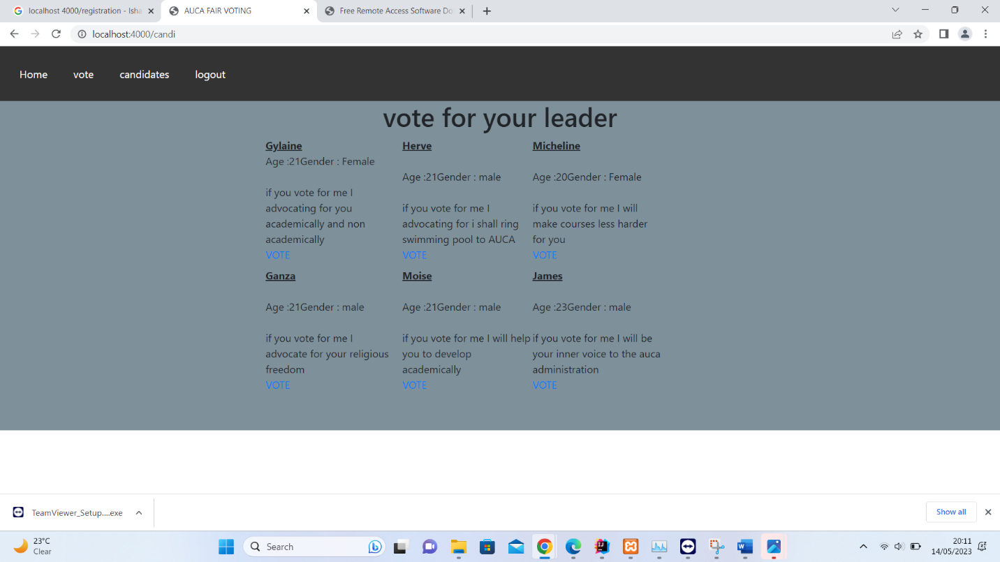 localhost 4000/registration - Isha
AUCA FAIR VOTING
Free Remote Access Software Do
localhost:4000/candi
Home vote candidates logout
vote for your leader
Gylaine
Age :21Gender : Female
if you vote for me I
advocating for you
academically and non
academically
VOTE
Herve
Age :21Gender : male
if you vote for me I
advocating for i shall ring
swimming pool to AUCA
VOTE
Micheline
Age :20Gender : Female
if you vote for me I will
make courses less harder
for you
VOTE
Ganza
Age :21Gender : male
if you vote for me I
advocate for your religious
freedom
VOTE
Moise
Age :21Gender : male
if you vote for me I will help
you to develop
academically
VOTE
James
Age :23Gender : male
if you vote for me I will be
your inner voice to the auca
administration
VOTE
TeamViewer_Setup....exe
Show all
23°C
Clear
Search
20:11
14/05/2023